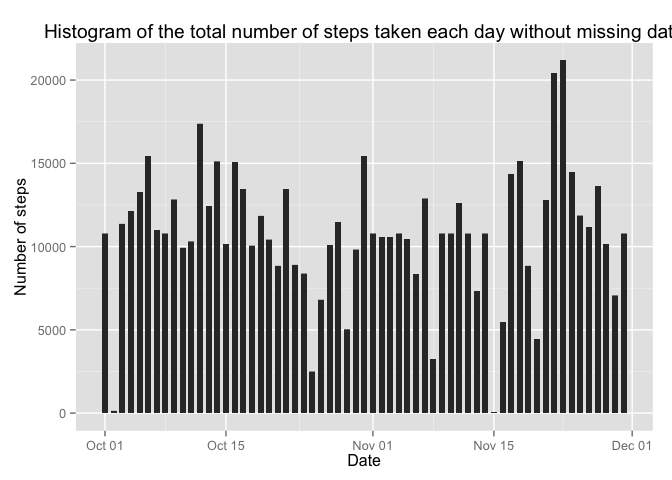 Histogram of the total number of steps taken each day without missing dat
20000
15000
10000
5000
0
Number of steps
Oct 01 Oct 15 Nov 01 Nov 15 Dec 01
Date